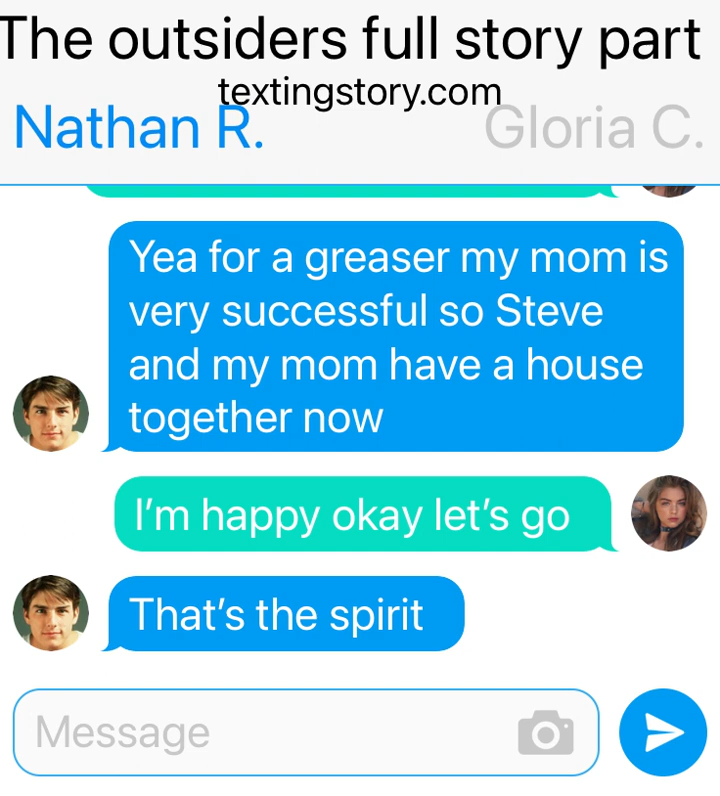 The outsiders full story part
textingstory.com
Nathan R.
Gloria C.
Yea for a greaser my mom is
very successful so Steve
and my mom have a house
together now
I'm happy okay let's go
That's the spirit
Message